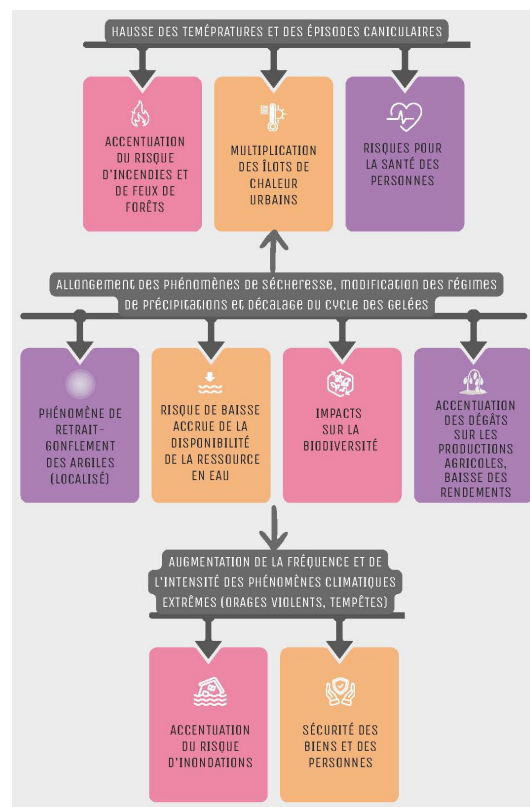 HAUSSE DES TEMÉPRATURES ET DES ÉPISODES CANICULAIRES
ACCENTUATION
DU RISQUE
D'INCENDIES ET
DE FEUX DE
FORÊTS
MULTIPLICATION
DES ÎLOTS DE
CHALEUR
URBAINS
RISQUES POUR
LA SANTÉ DES
PERSONNES
ALLONGEMENT DES PHÉNOMÈNES DE SÉCHERESSE, MODIFICATION DES RÉGIMES
DE PRÉCIPITATIONS ET DÉCALAGE DU CYCLE DES GELÉES
PHÉNOMÈNE DE
RETRAIT-
GONFLEMENT
DES ARGILES
(LOCALISÉ)
RISQUE DE BAISSE
ACCRUE DE LA
DISPONIBILITÉ
DE LA RESSOURCE
EN EAU
IMPACTS
SUR LA
BIODIVERSITÉ
ACCENTUATION
DES DÉGÂTS
SUR LES
PRODUCTIONS
AGRICOLES,
BAISSE DES
RENDEMENTS
AUGMENTATION DE LA FRÉQUENCE ET DE
L'INTENSITÉ DES PHÉNOMÈNES CLIMATIQUES
EXTRÊMES (ORAGES VIOLENTS, TEMPÊTES)
ACCENTUATION
DU RISQUE
D'INONDATIONS
SÉCURITÉ DES
BIENS ET DES
PERSONNES